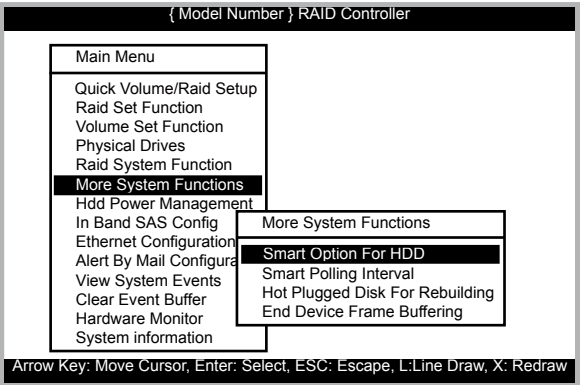 { Model Number } RAID Controller
Main Menu
Quick Volume/Raid Setup
Raid Set Function
Volume Set Function
Physical Drives
Raid System Function
More System Functions
Hdd Power Management
In Band SAS Config
Ethernet Configuration
Alert By Mail Configura
View System Events
Clear Event Buffer
Hardware Monitor
System information
More System Functions
Smart Option For HDD
Smart Polling Interval
Hot Plugged Disk For Rebuilding
End Device Frame Buffering
Arrow Key: Move Cursor, Enter: Select, ESC: Escape, L:Line Draw, X: Redraw